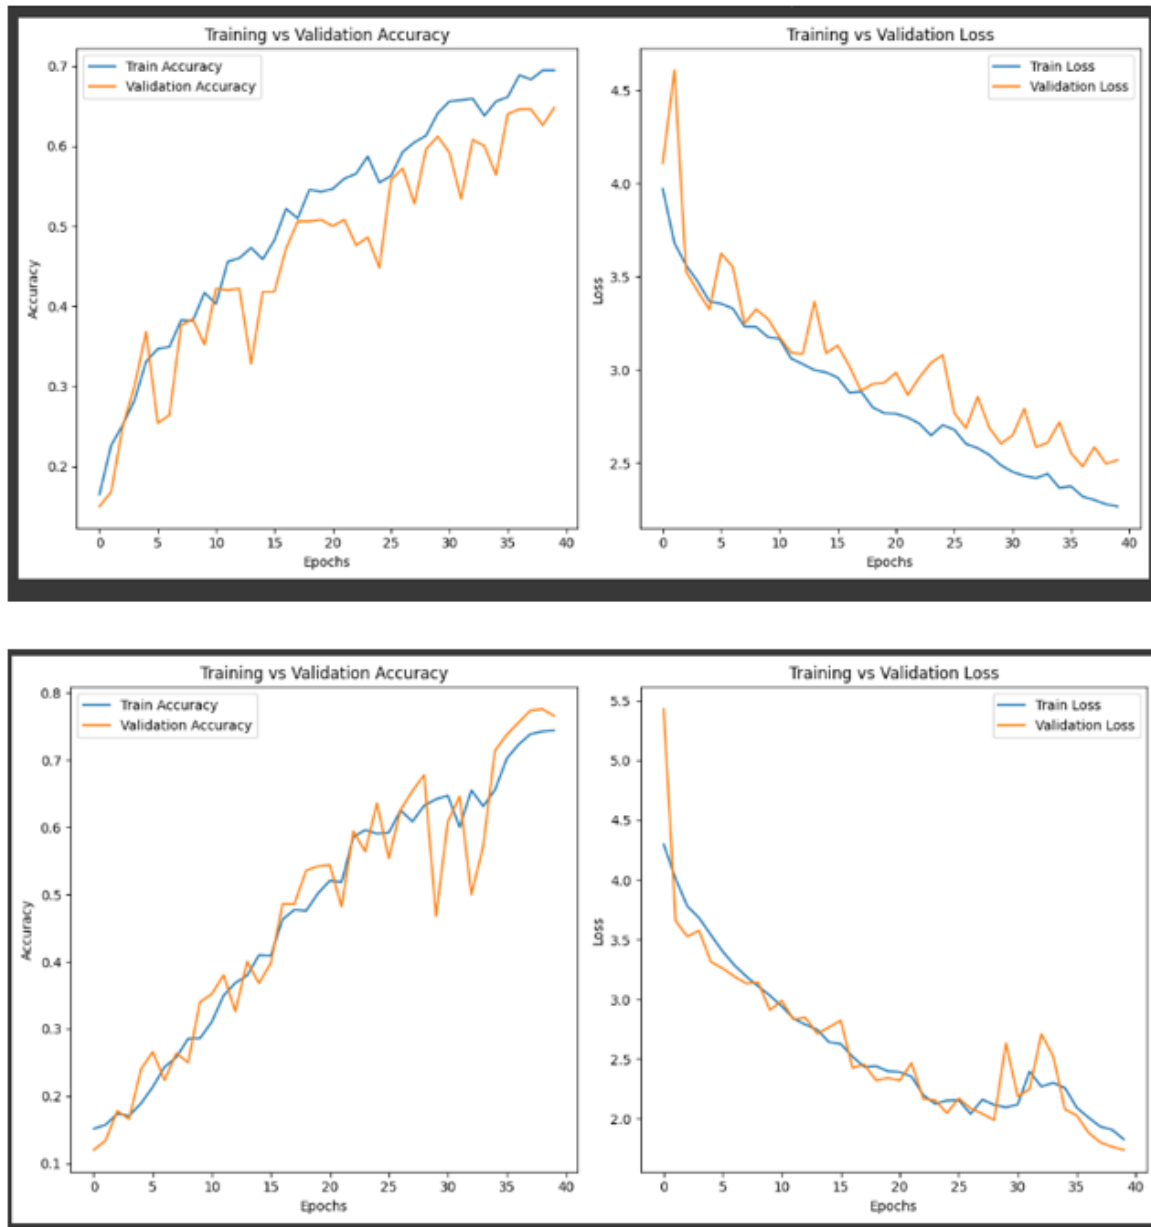 Training vs Validation Accuracy
Train Accuracy
Validation Accuracy
0.7
0.6
0.5
0.4
0.3
0.2
Accuracy
0 5 10 15 20 25 30 35 40
Epochs
Training vs Validation Loss
Train Loss
Validation Loss
4.5
4.0
3.5
3.0
2.5
Loss
0 5 10 15 20 25 30 35 40
Epochs
Training vs Validation Accuracy
Train Accuracy
Validation Accuracy
0.8
0.7
0.6
0.5
0.4
0.3
0.2
0.1
Accuracy
0 5 10 15 20 25 30 35 40
Epochs
Training vs Validation Loss
Train Loss
Validation Loss
5.5
5.0
4.5
4.0
3.5
3.0
2.5
2.0
Loss
0 5 10 15 20 25 30 35 40
Epochs